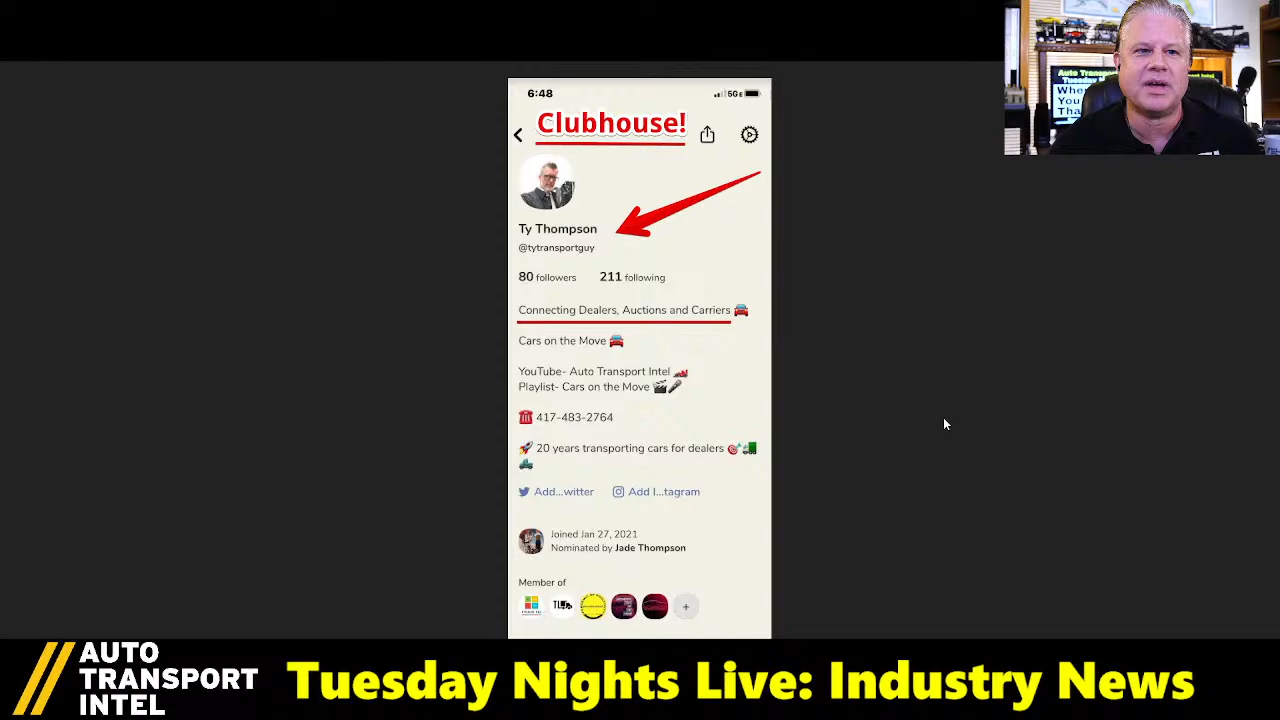 6:48
5GE
Clubhouse!
Ty Thompson
@tytransportguy
80 followers 211 following
Connecting Dealers, Auctions and Carriers
Cars on the Move
YouTube- Auto Transport Intel
Playlist- Cars on the Move
417-483-2764
20 years transporting cars for dealers
Add...witter Add I...tagram
Joined Jan 27, 2021
Nominated by Jade Thompson
Member of
+
AUTO
TRANSPORT
INTEL
Tuesday Nights Live: Industry News